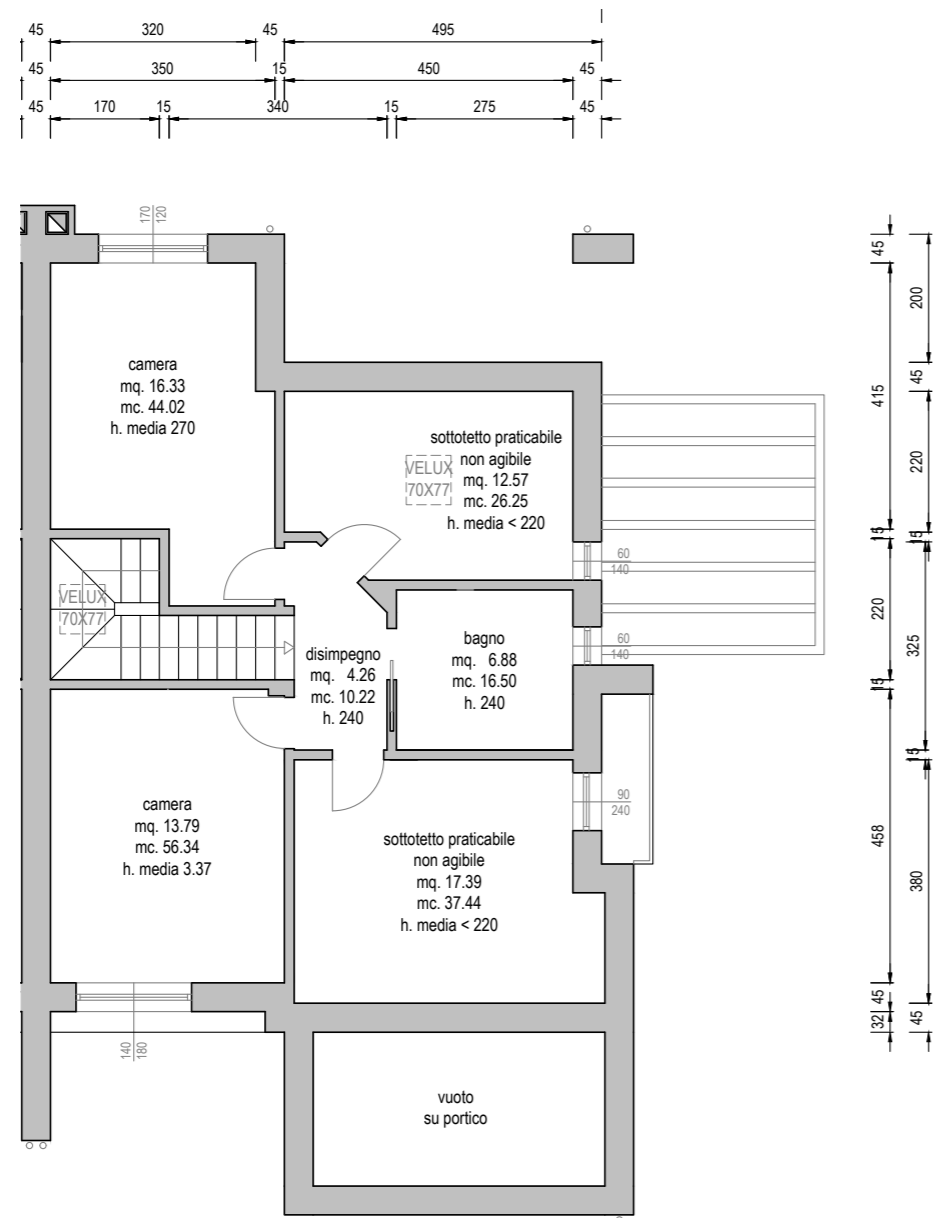 45 320 45 495
45 350 15 450 45
45 170 15 340 15 275 45
170
120
45
200
camera
mq. 16.33
mc. 44.02
h. media 270
45
415
220
sottotetto praticabile
non agibile
mq. 12.57
mc. 26.25
h. media < 220
VELUX
70X77
15
15
60
140
VELUX
70X77
220
325
bagno
mq. 6.88
mc. 16.50
h. 240
60
140
disimpegno
mq. 4.26
mc. 10.22
h. 240
15
15
camera
mq. 13.79
mc. 56.34
h. media 3.37
90
240
sottotetto praticabile
non agibile
mq. 17.39
mc. 37.44
h. media < 220
458
380
45
32
45
140
180
vuoto
su portico